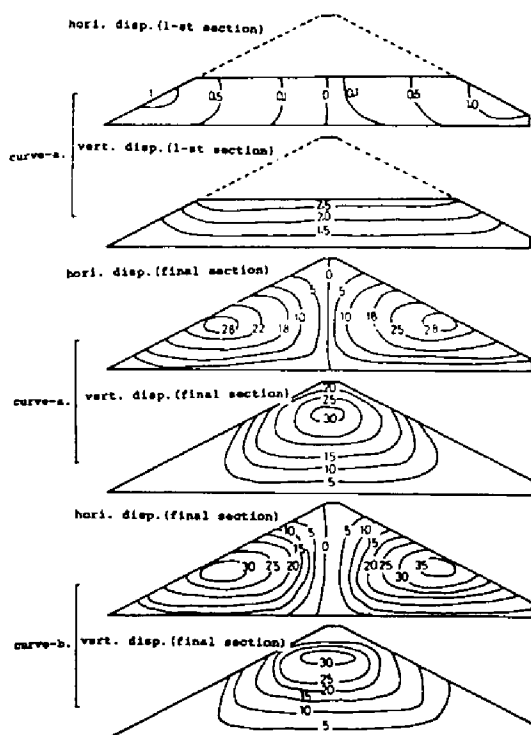 hori. disp.(1-st section)
1 0.5 0.1 0 0.1 0.5 1.0
curve-a.
vert. disp.(1-st section)
2.5
2.0
1.5
hori. disp.(final section)
0
5 5
28 22 18 10 10 18 25 28
curve-a.
vert. disp.(final section)
20
25
30
15
10
5
hori. disp.(final section)
10 5 0 5 10
15 15
30 25 20 20 25 30 35
curve-b.
vert. disp.(final section)
30
25
20
15
10
5